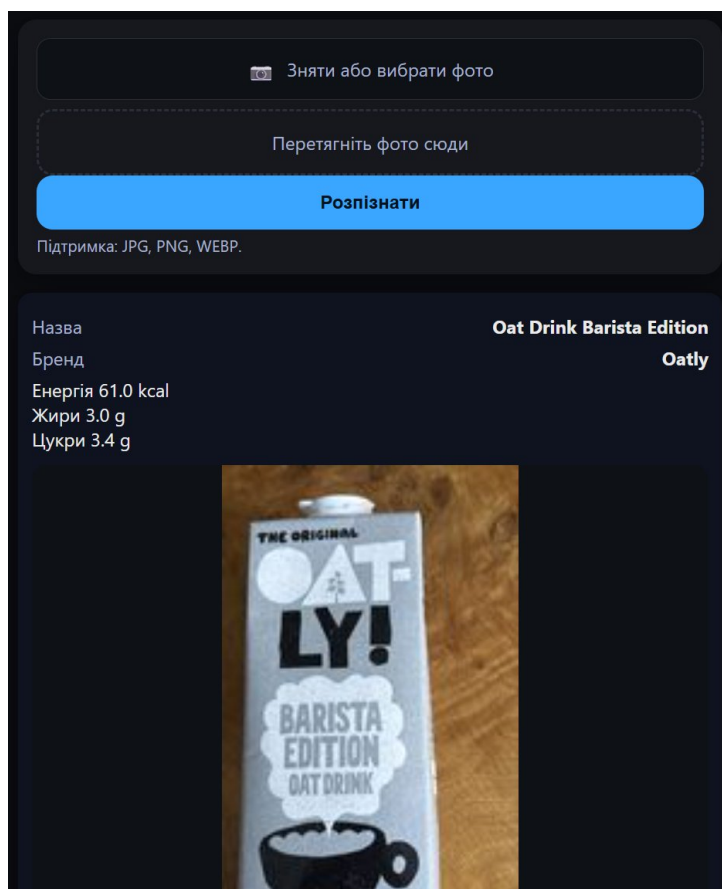 Зняти або вибрати фото
Перетягніть фото сюди
Розпізнати
Підтримка: JPG, PNG, WEBP.
Назва Oat Drink Barista Edition
Бренд Oatly
Енергія 61.0 kcal
Жири 3.0 g
Цукри 3.4 g
THE ORIGINAL
OAT-
LY!
BARISTA
EDITION
OAT DRINK